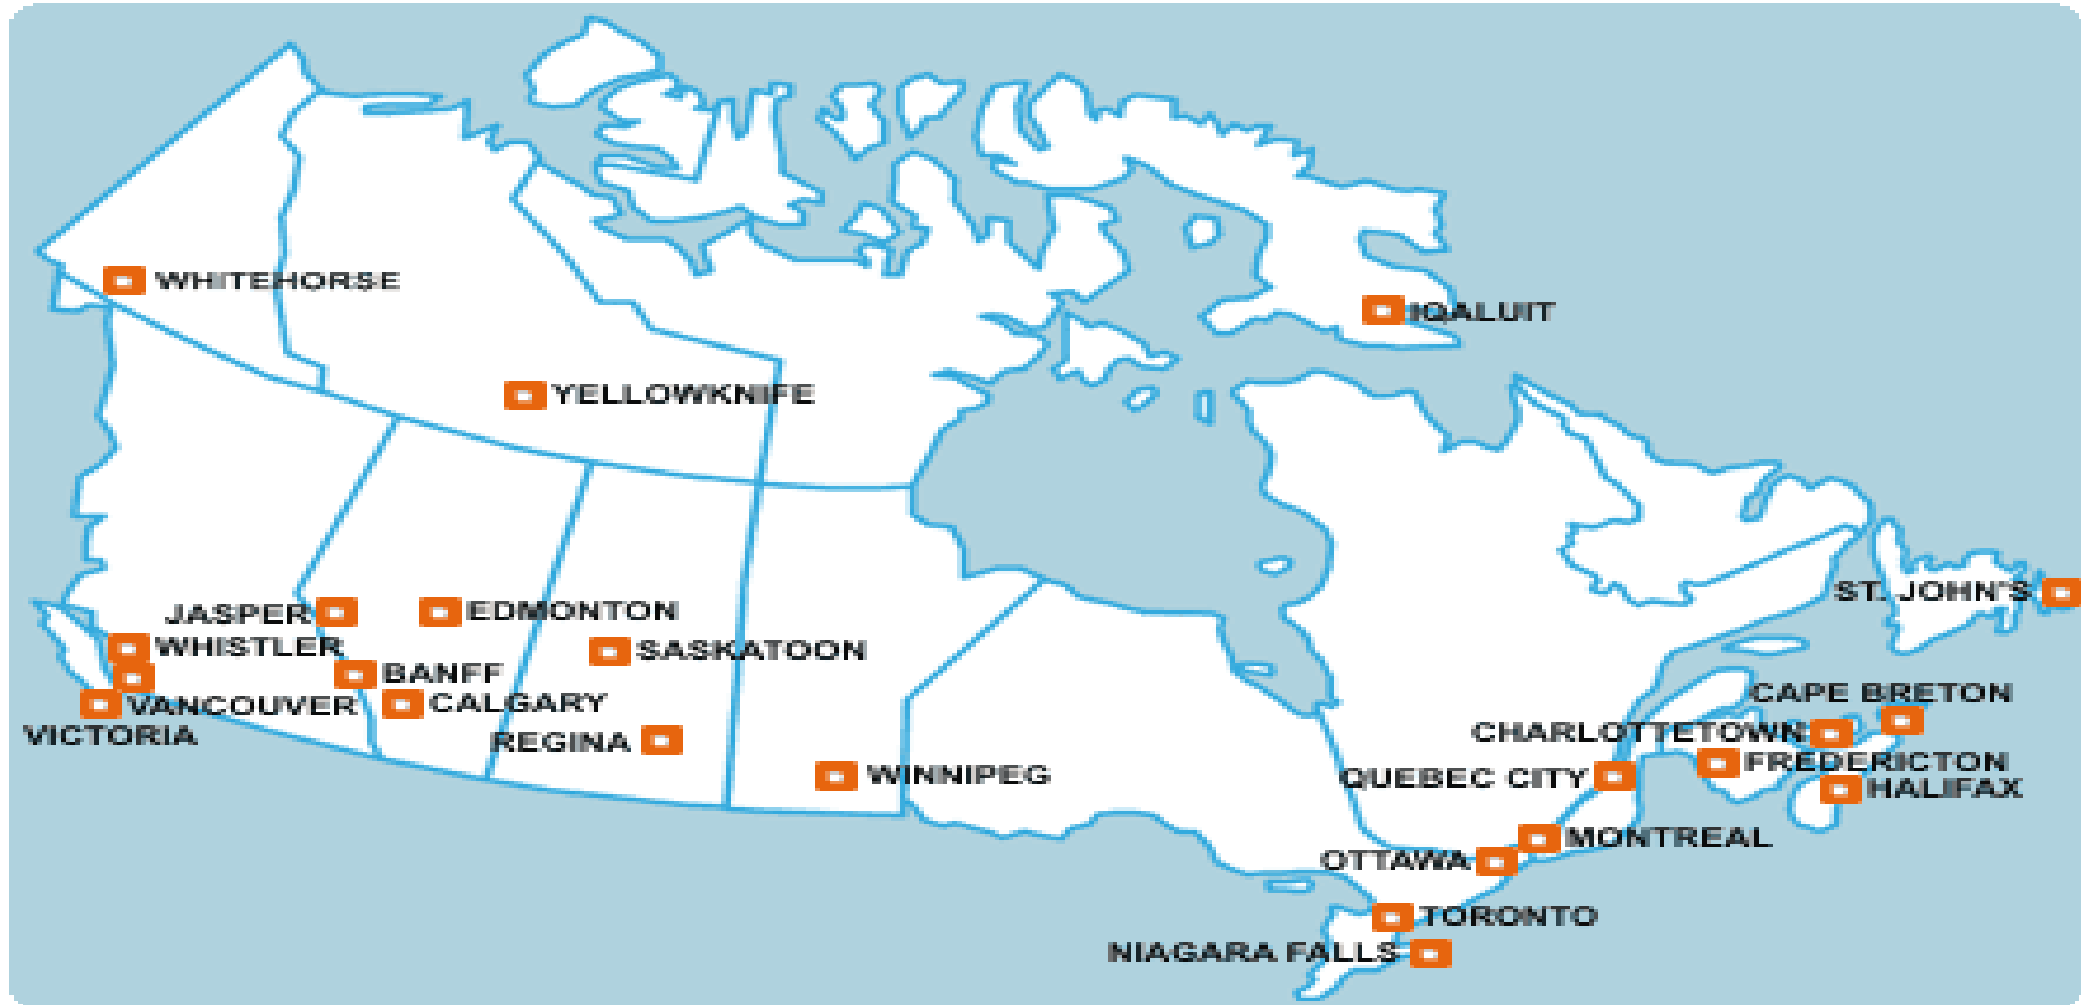 WHITEHORSE
IQALUIT
YELLOWKNIFE
ST. JOHN'S
JASPER
EDMONTON
WHISTLER
SASKATOON
BANFF
CAPE BRETON
VANCOUVER
CALGARY
VICTORIA
CHARLOTTETOWN
REGINA
FREDERICTON
WINNIPEG
QUEBEC CITY
HALIFAX
MONTREAL
OTTAWA
TORONTO
NIAGARA FALLS